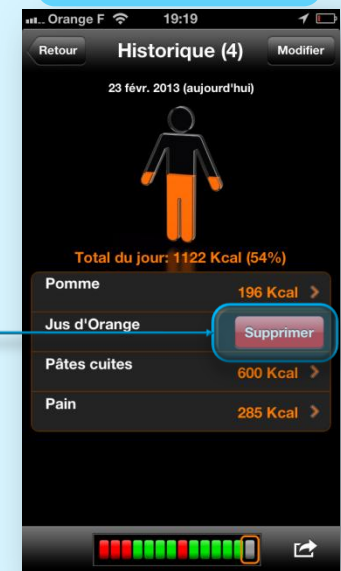 Orange F 19:19
Retour Historique (4) Modifier
23 févr. 2013 (aujourd'hui)
Total du jour: 1122 Kcal (54%)
Pomme
196 Kcal
Jus d'Orange Supprimer
Pâtes cuites
600 Kcal
Pain
285 Kcal